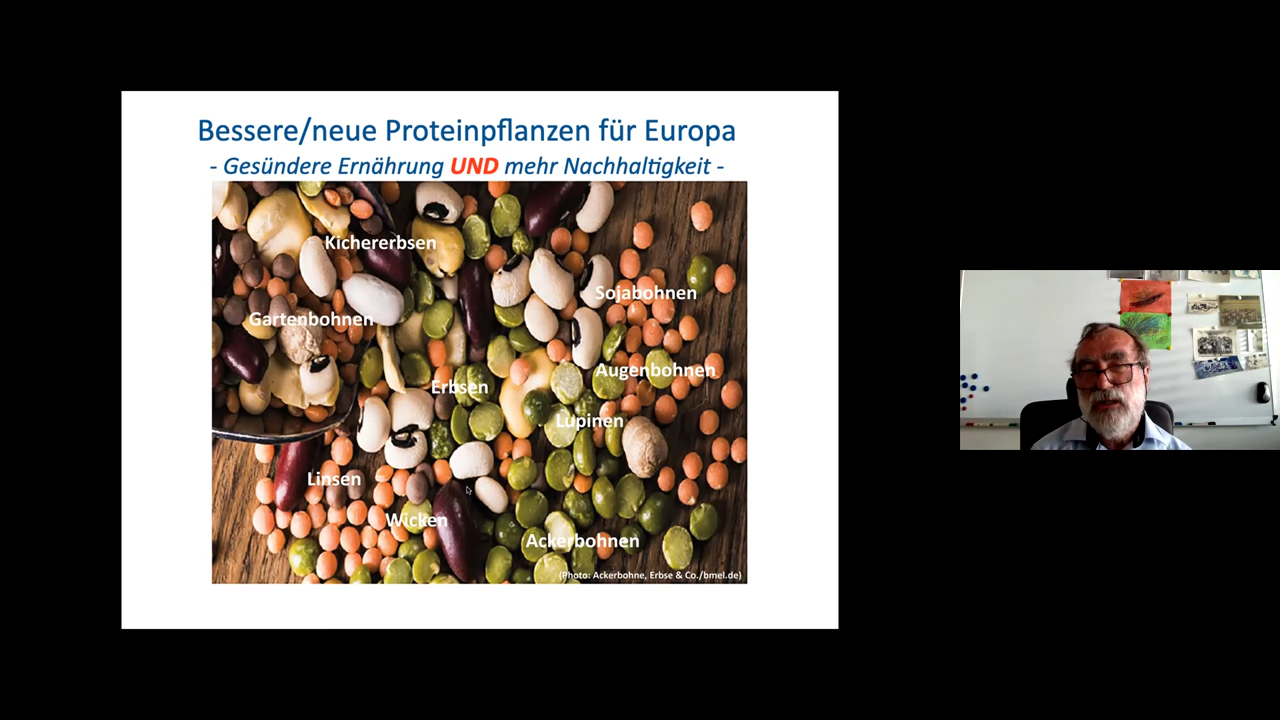 Bessere/neue Proteinpflanzen für Europa
- Gesündere Ernährung UND mehr Nachhaltigkeit -
Kichererbsen
Sojabohnen
Gartenbohnen
Augenbohnen
Erbsen
Lupinen
Linsen
Wicken
Ackerbohnen
(Photo: Ackerbohne, Erbse & Co./bmel.de)